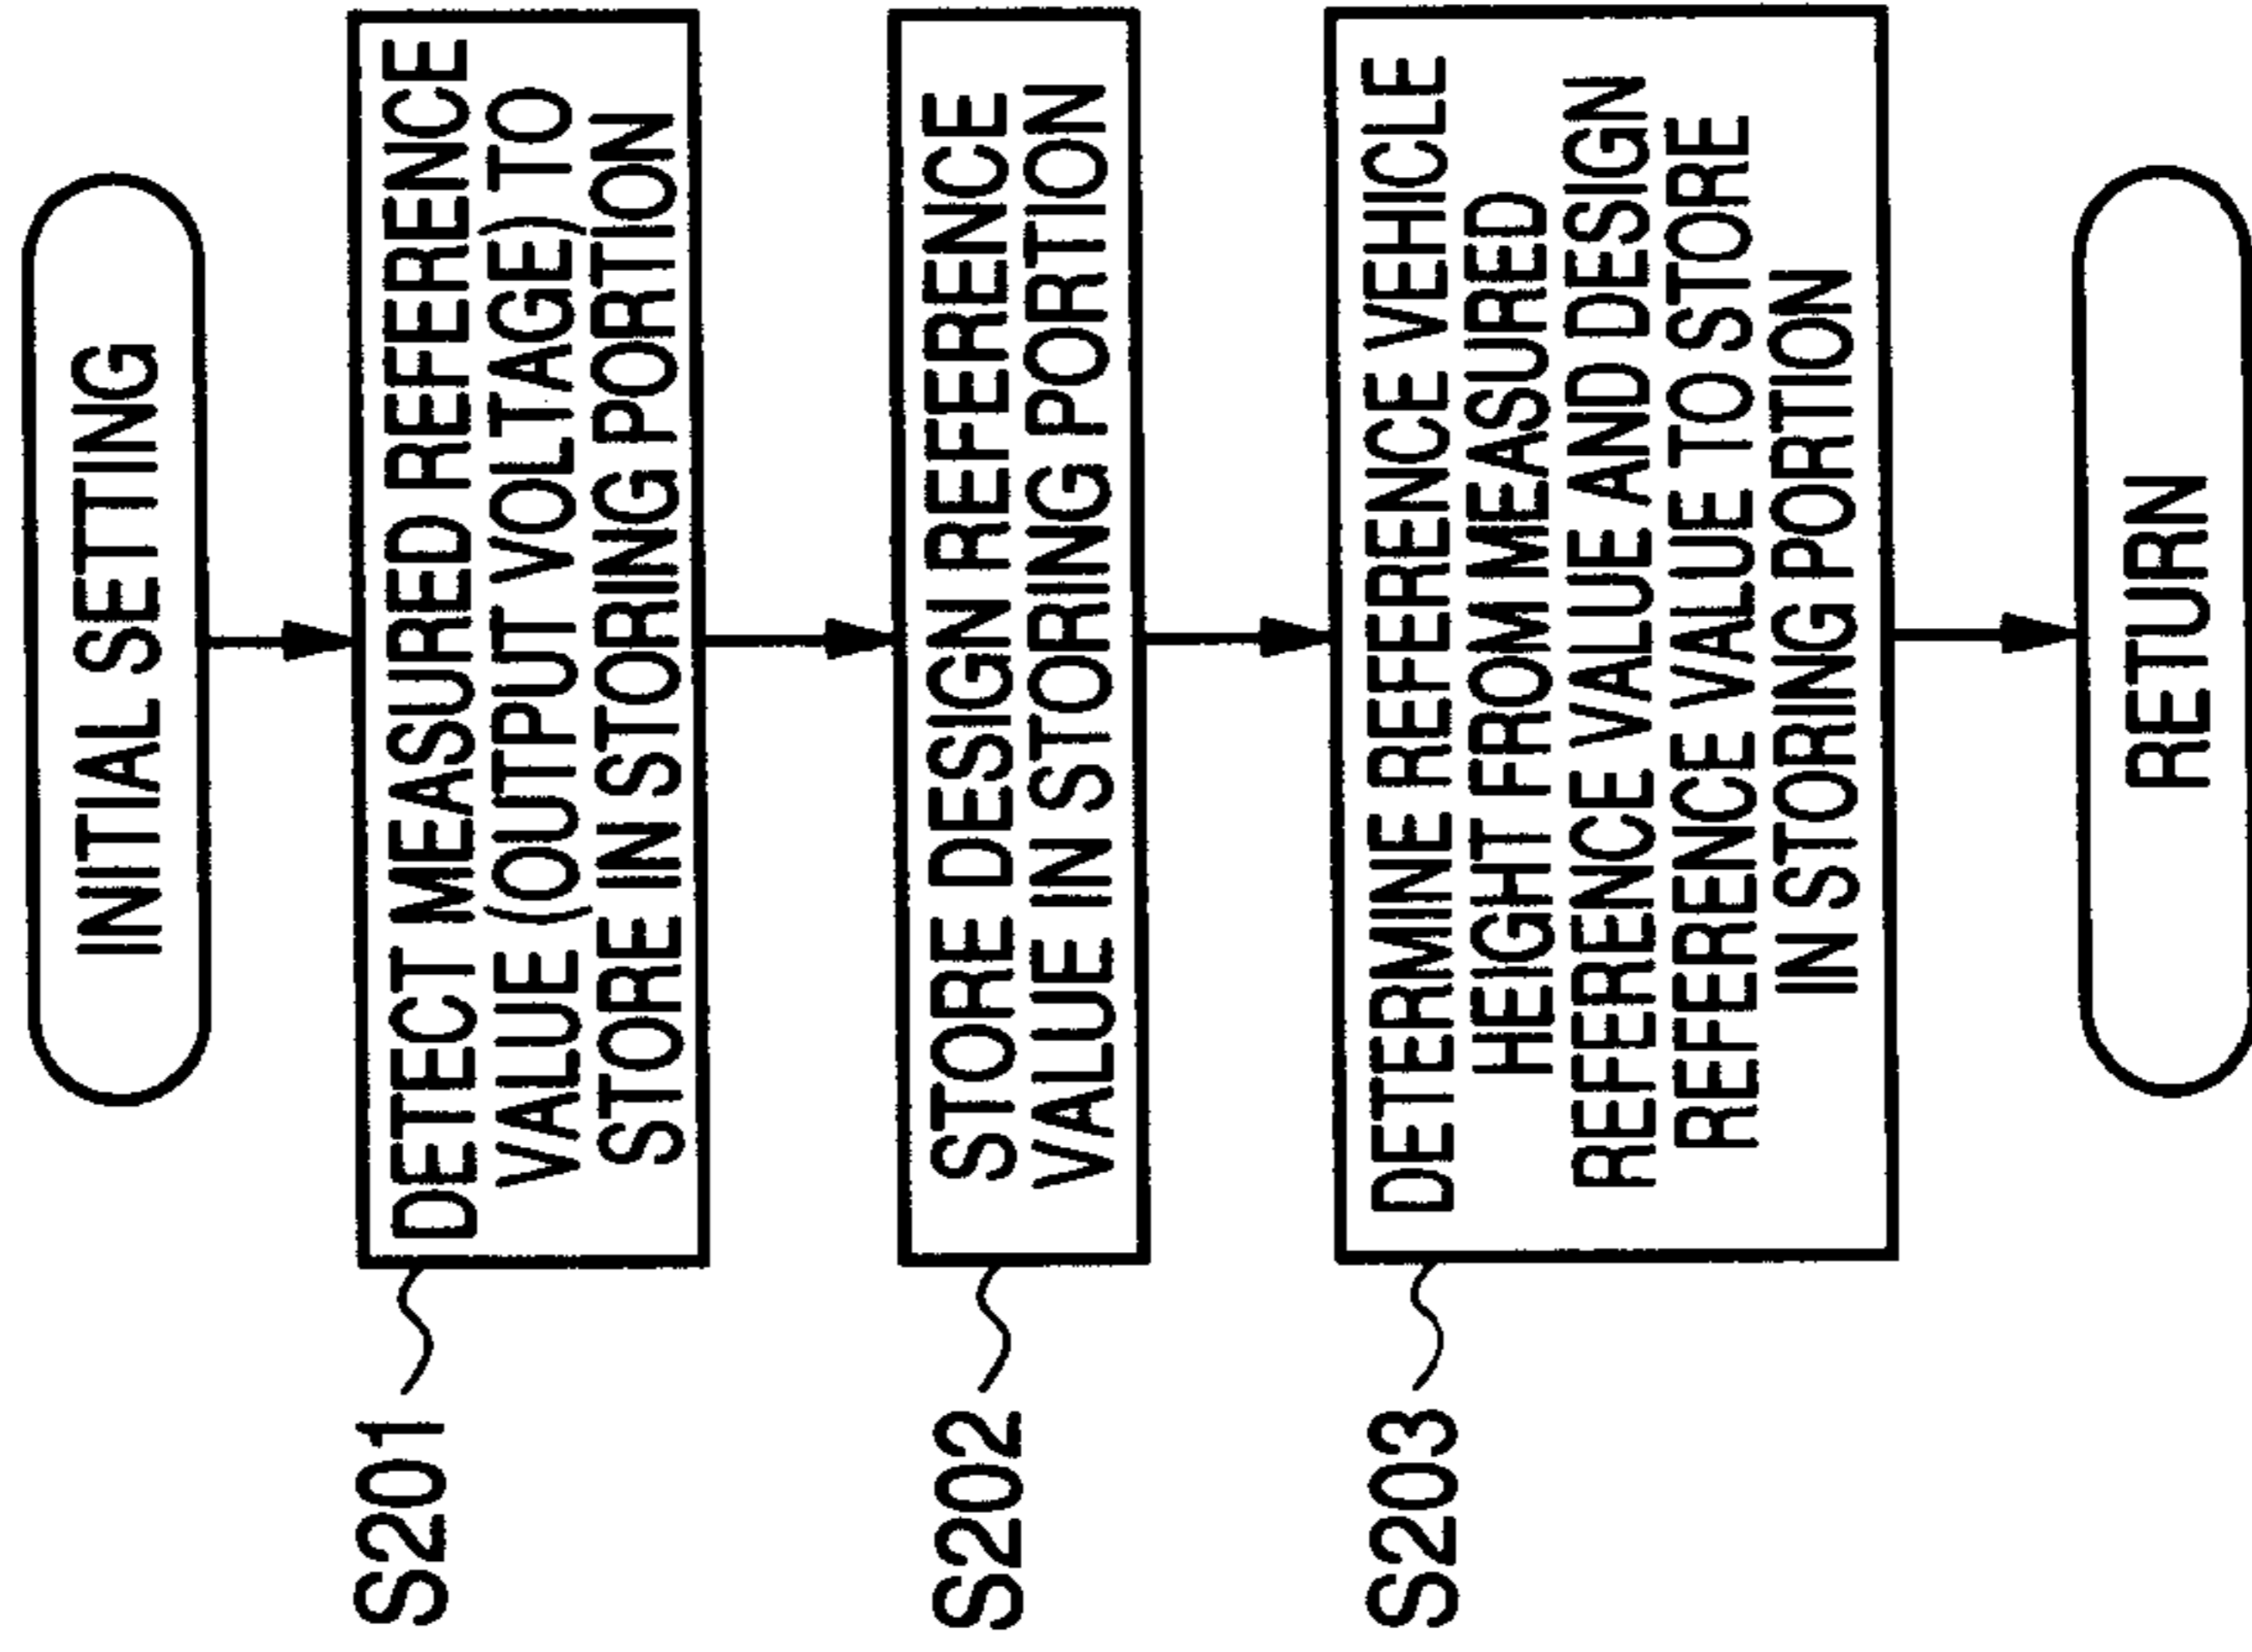 INITIAL SETTING
S201
DETECT MEASURED REFERENCE
VALUE (OUTPUT VOLTAGE) TO
STORE IN STORING PORTION
S202
STORE DESIGN REFERENCE
VALUE IN STORING PORTION
S203
DETERMINE REFERENCE VEHICLE
HEIGHT FROM MEASURED
REFERENCE VALUE AND DESIGN
REFERENCE VALUE TO STORE
IN STORING PORTION
RETURN